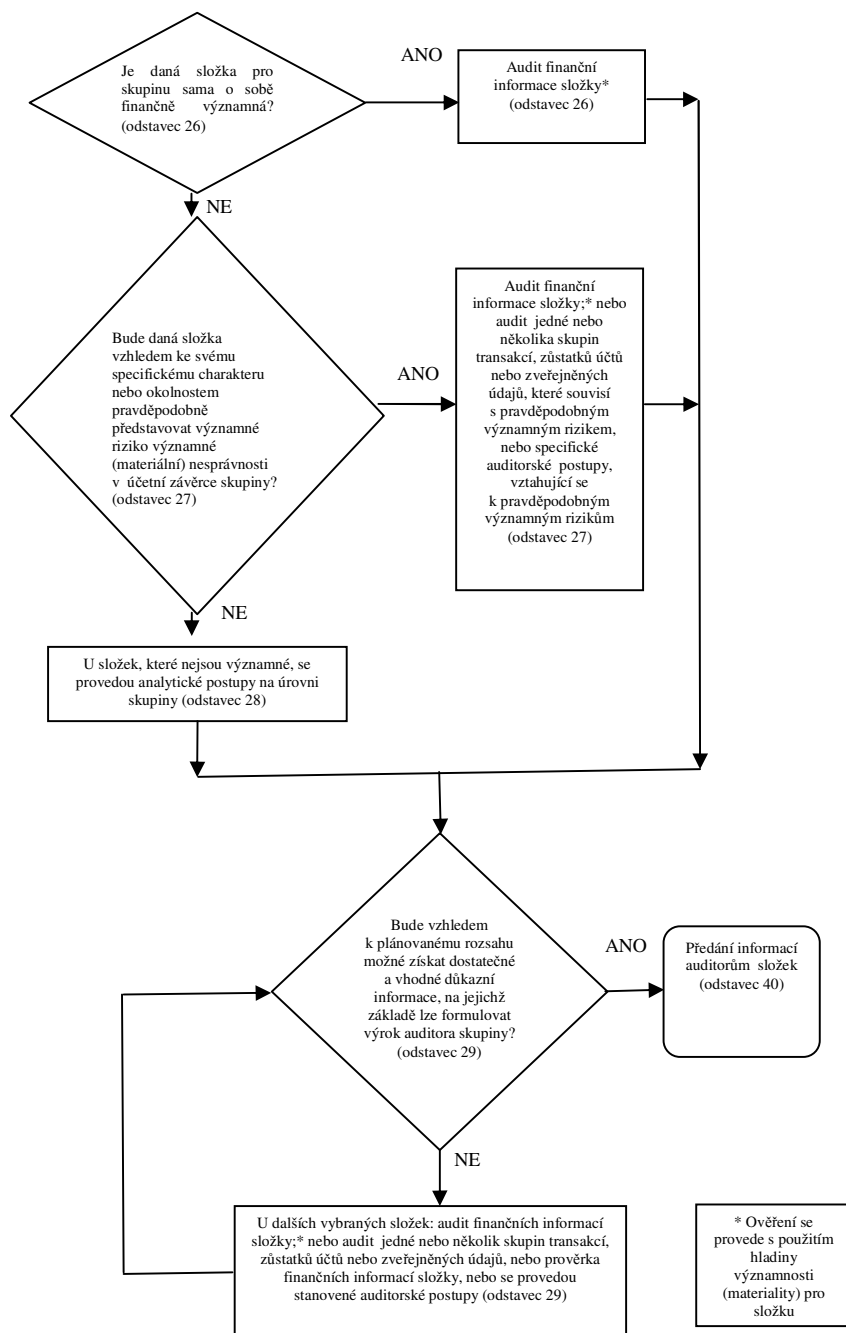 ANO
Je daná složka pro
skupinu sama o sobě
finančně významná?
(odstavec 26)
Audit finanční
informace složky*
(odstavec 26)
NE
Bude daná složka
vzhledem ke svému
specifickému charakteru
nebo okolnostem
pravděpodobně
představovat významné
riziko významné
(materiální) nesprávnosti
v účetní závěrce skupiny?
(odstavec 27)
ANO
Audit finanční
informace složky;* nebo
audit jedné nebo
několika skupin
transakcí, zůstatků účtů
nebo zveřejněných
údajů, které souvisí
s pravděpodobným
významným rizikem,
nebo specifické
auditorské postupy,
vztahující se
k pravděpodobným
významným rizikům
(odstavec 27)
NE
U složek, které nejsou významné, se
provedou analytické postupy na úrovni
skupiny (odstavec 28)
Bude vzhledem
k plánovanému rozsahu
možné získat dostatečné
a vhodné důkazní
informace, na jejichž
základě lze formulovat
výrok auditora skupiny?
(odstavec 29)
ANO
Předání informací
auditorům složek
(odstavec 40)
NE
U dalších vybraných složek: audit finančních informací
složky;* nebo audit jedné nebo několik skupin transakcí,
zůstatků účtů nebo zveřejněných údajů, nebo prověrka
finančních informací složky, nebo se provedou
stanovené auditorské postupy (odstavec 29)
* Ověření se
provede s použitím
hladiny
významnosti
(materiality) pro
složku